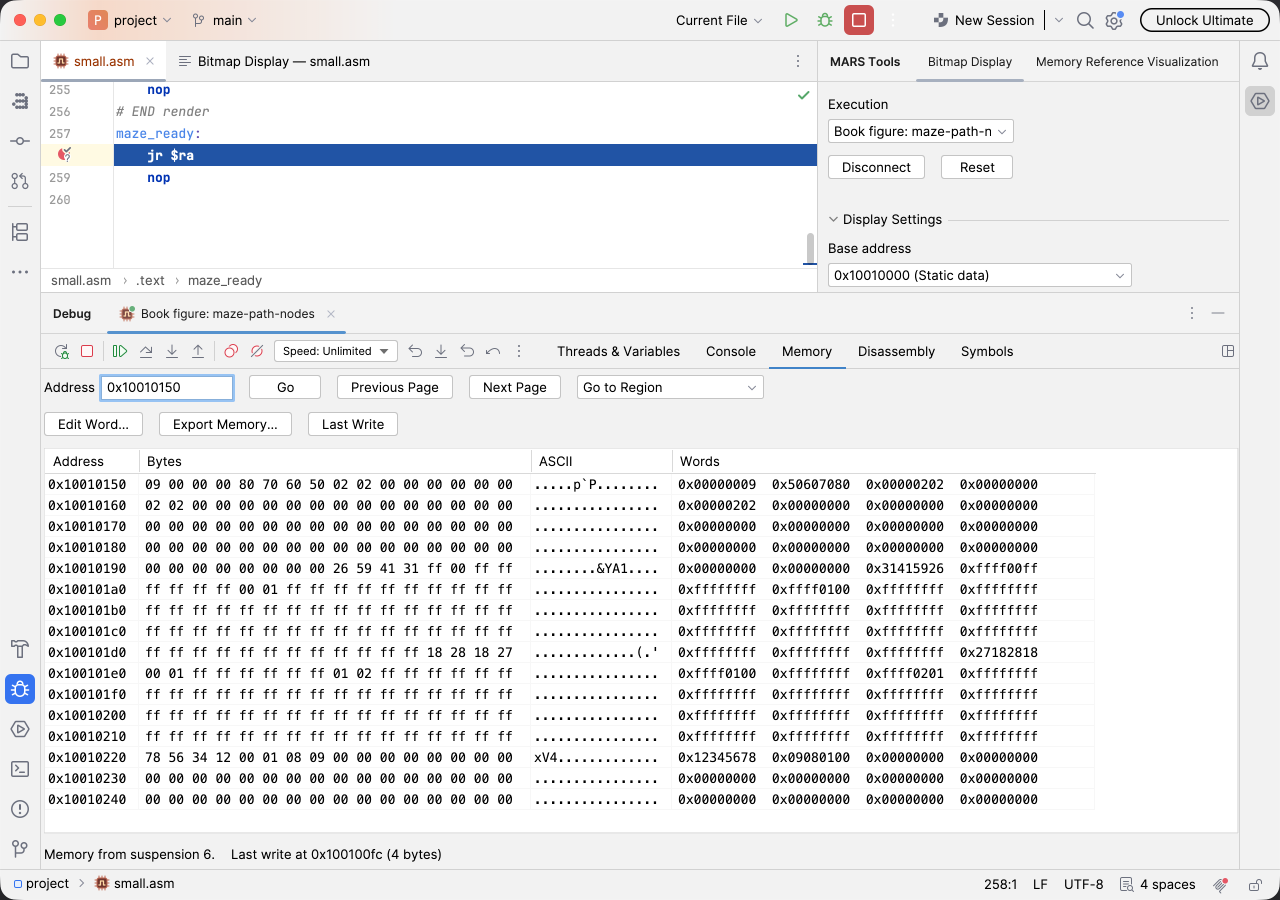 P project main Current File New Session Unlock Ultimate
small.asm Bitmap Display — small.asm
MARS Tools Bitmap Display Memory Reference Visualization
255 nop
256 # END render
257 maze_ready:
jr $ra
259 nop
260
small.asm › .text › maze_ready
Execution
Book figure: maze-path-n
Disconnect Reset
Display Settings
Base address
0x10010000 (Static data)
Debug Book figure: maze-path-nodes
Speed: Unlimited Threads & Variables Console Memory Disassembly Symbols
Address 0x10010150 Go Previous Page Next Page Go to Region
Edit Word... Export Memory... Last Write
Address Bytes ASCII Words
0x10010150 09 00 00 00 80 70 60 50 02 02 00 00 00 00 00 00 .....p`P........ 0x00000009 0x50607080 0x00000202 0x00000000
0x10010160 02 02 00 00 00 00 00 00 00 00 00 00 00 00 00 00 ................ 0x00000202 0x00000000 0x00000000 0x00000000
0x10010170 00 00 00 00 00 00 00 00 00 00 00 00 00 00 00 00 ................ 0x00000000 0x00000000 0x00000000 0x00000000
0x10010180 00 00 00 00 00 00 00 00 00 00 00 00 00 00 00 00 ................ 0x00000000 0x00000000 0x00000000 0x00000000
0x10010190 00 00 00 00 00 00 00 00 26 59 41 31 ff 00 ff ff ........&YA1.... 0x00000000 0x00000000 0x31415926 0xffff00ff
0x100101a0 ff ff ff ff 00 01 ff ff ff ff ff ff ff ff ff ff ................ 0xffffffff 0xffff0100 0xffffffff 0xffffffff
0x100101b0 ff ff ff ff ff ff ff ff ff ff ff ff ff ff ff ff ................ 0xffffffff 0xffffffff 0xffffffff 0xffffffff
0x100101c0 ff ff ff ff ff ff ff ff ff ff ff ff ff ff ff ff ................ 0xffffffff 0xffffffff 0xffffffff 0xffffffff
0x100101d0 ff ff ff ff ff ff ff ff ff ff ff ff 18 28 18 27 .............(.' 0xffffffff 0xffffffff 0xffffffff 0x27182818
0x100101e0 00 01 ff ff ff ff ff ff 01 02 ff ff ff ff ff ff ................ 0xffff0100 0xffffffff 0xffff0201 0xffffffff
0x100101f0 ff ff ff ff ff ff ff ff ff ff ff ff ff ff ff ff ................ 0xffffffff 0xffffffff 0xffffffff 0xffffffff
0x10010200 ff ff ff ff ff ff ff ff ff ff ff ff ff ff ff ff ................ 0xffffffff 0xffffffff 0xffffffff 0xffffffff
0x10010210 ff ff ff ff ff ff ff ff ff ff ff ff ff ff ff ff ................ 0xffffffff 0xffffffff 0xffffffff 0xffffffff
0x10010220 78 56 34 12 00 01 08 09 00 00 00 00 00 00 00 00 xV4............. 0x12345678 0x09080100 0x00000000 0x00000000
0x10010230 00 00 00 00 00 00 00 00 00 00 00 00 00 00 00 00 ................ 0x00000000 0x00000000 0x00000000 0x00000000
0x10010240 00 00 00 00 00 00 00 00 00 00 00 00 00 00 00 00 ................ 0x00000000 0x00000000 0x00000000 0x00000000
Memory from suspension 6. Last write at 0x100100fc (4 bytes)
project › small.asm 258:1 LF UTF-8 4 spaces